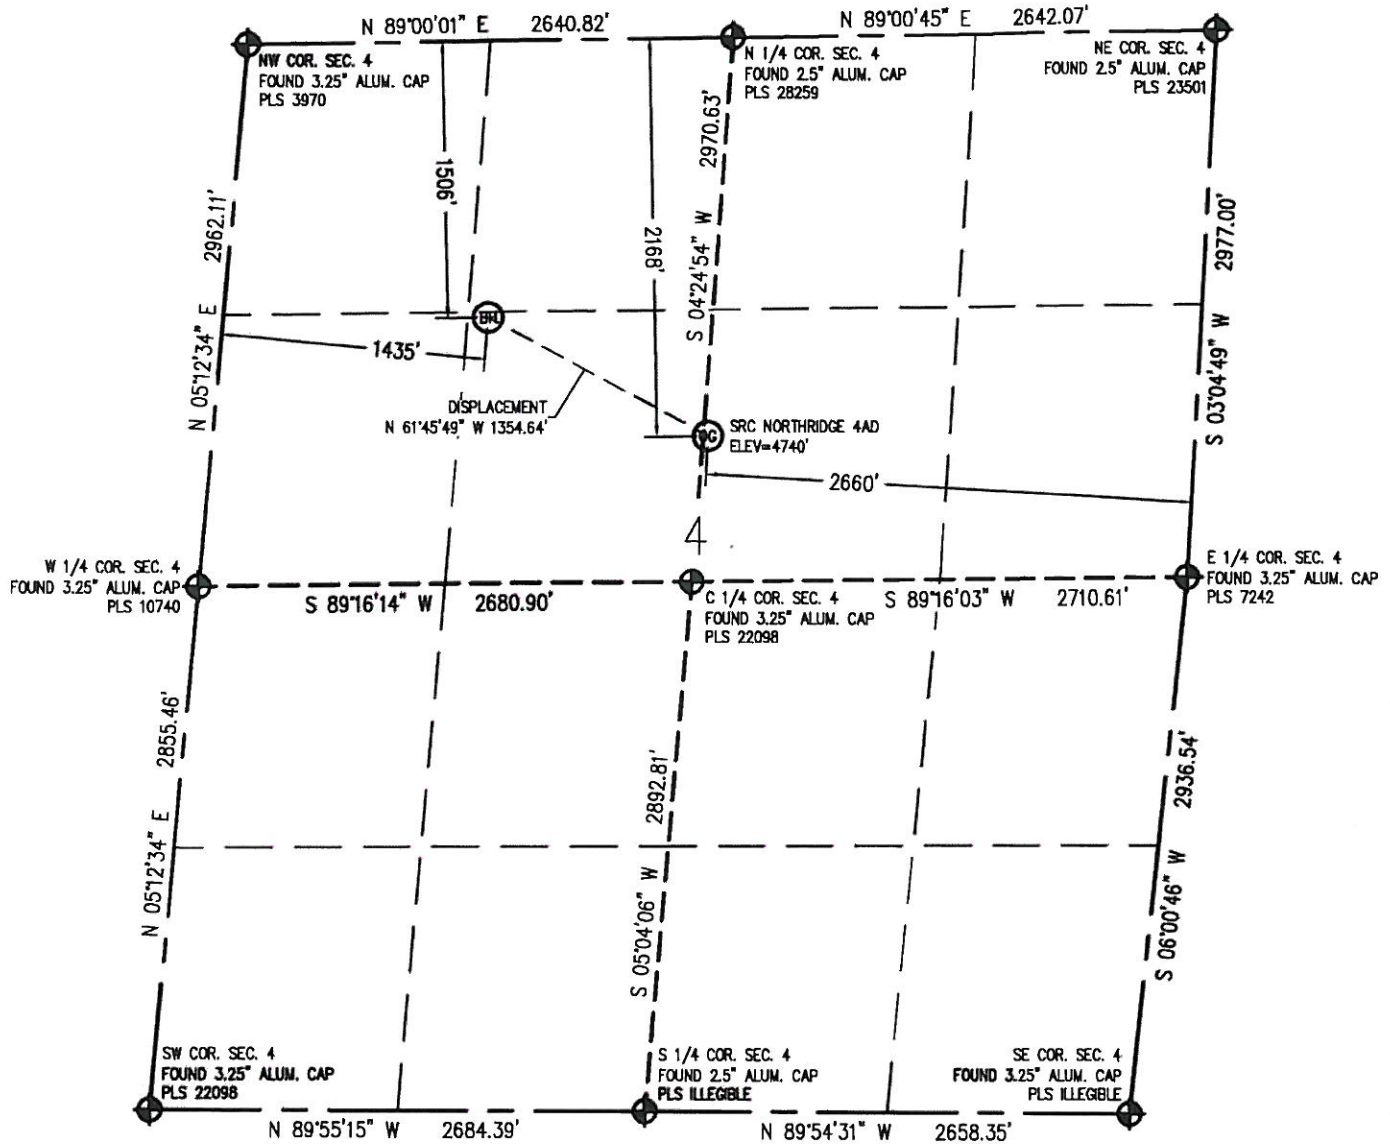 N 89°00'01" E 2640.82'
N 89°00'45" E 2642.07'
NW COR. SEC. 4
FOUND 3.25" ALUM. CAP
PLS 3970
N 1/4 COR. SEC. 4
FOUND 2.5" ALUM. CAP
PLS 28259
NE COR. SEC. 4
FOUND 2.5" ALUM. CAP
PLS 23501
2962.11'
N 05°12'34" E
1506'
2168'
2970.63'
S 04°24'54" W
2977.00'
S 03°04'49" W
BHL
1435'
DISPLACEMENT
N 61°45'49" W 1354.64'
SRC NORTHRIDGE 4AD
ELEV=4740'
2660'
4
W 1/4 COR. SEC. 4
FOUND 3.25" ALUM. CAP
PLS 10740
S 89°16'14" W 2680.90'
C 1/4 COR. SEC. 4
FOUND 3.25" ALUM. CAP
PLS 22098
S 89°16'03" W 2710.61'
E 1/4 COR. SEC. 4
FOUND 3.25" ALUM. CAP
PLS 7242
2855.46'
N 05°12'34" E
2892.81'
S 05°04'06" W
2936.54'
S 06°00'46" W
SW COR. SEC. 4
FOUND 3.25" ALUM. CAP
PLS 22098
S 1/4 COR. SEC. 4
FOUND 2.5" ALUM. CAP
PLS ILLEGIBLE
SE COR. SEC. 4
FOUND 3.25" ALUM. CAP
PLS ILLEGIBLE
N 89°55'15" W 2684.39'
N 89°54'31" W 2658.35'